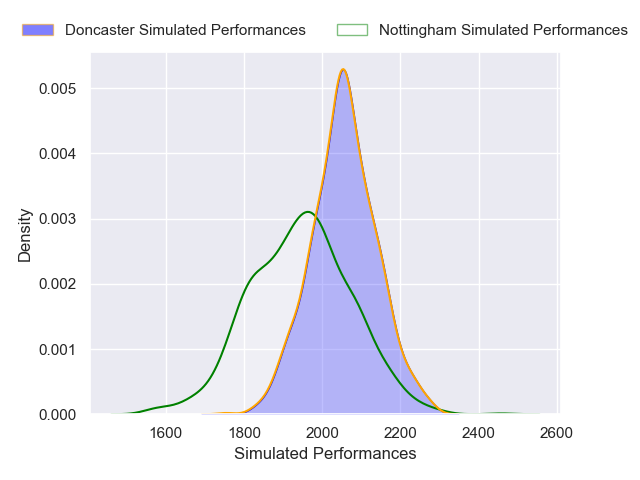 Doncaster Simulated Performances Nottingham Simulated Performances
0.005
0.004
0.003
0.002
0.001
0.000
Density
1600 1800 2000 2200 2400 2600
Simulated Performances